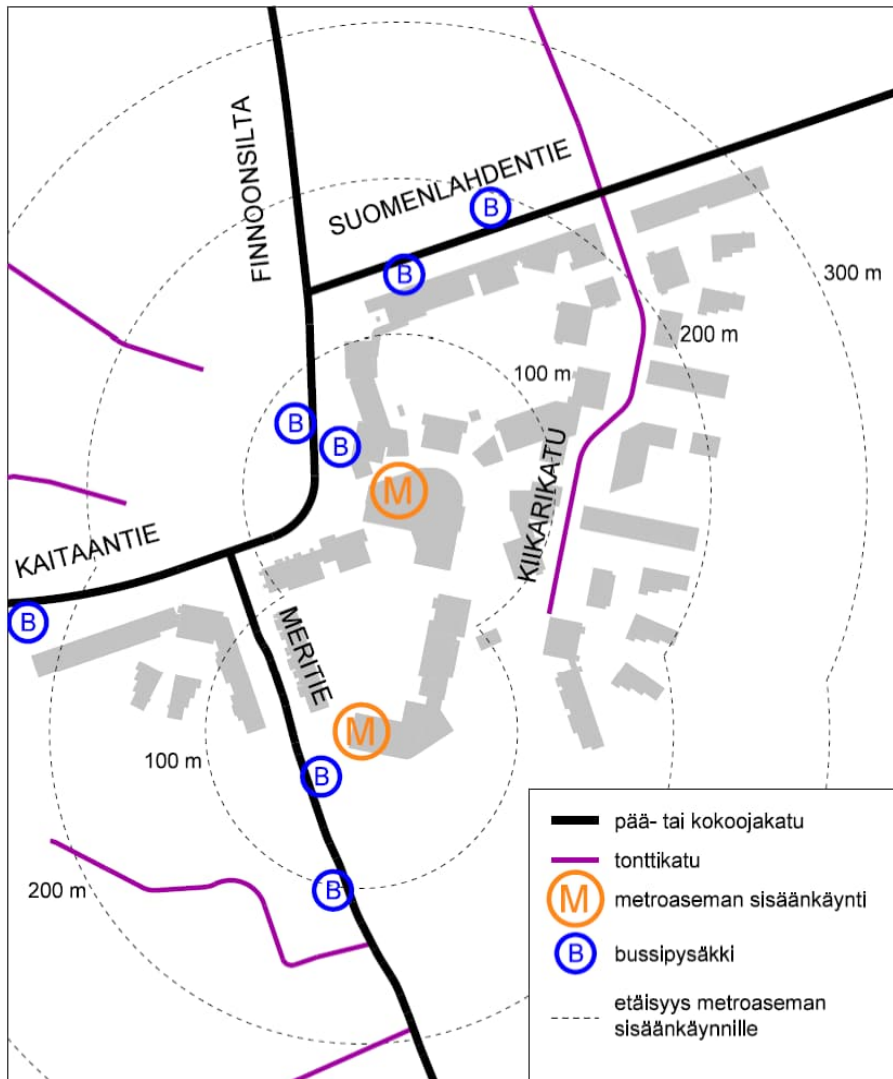 FINNOONSILTA
SUOMENLAHDENTIE
B
B
300 m
200 m
100 m
B
B
M
KIIKARIKATU
KAITAANTIE
B
MERITIE
M
100 m
B
200 m
B
pää- tai kokoojakatu
tonttikatu
M metroaseman sisäänkäynti
B bussipysäkki
etäisyys metroaseman
sisäänkäynnille